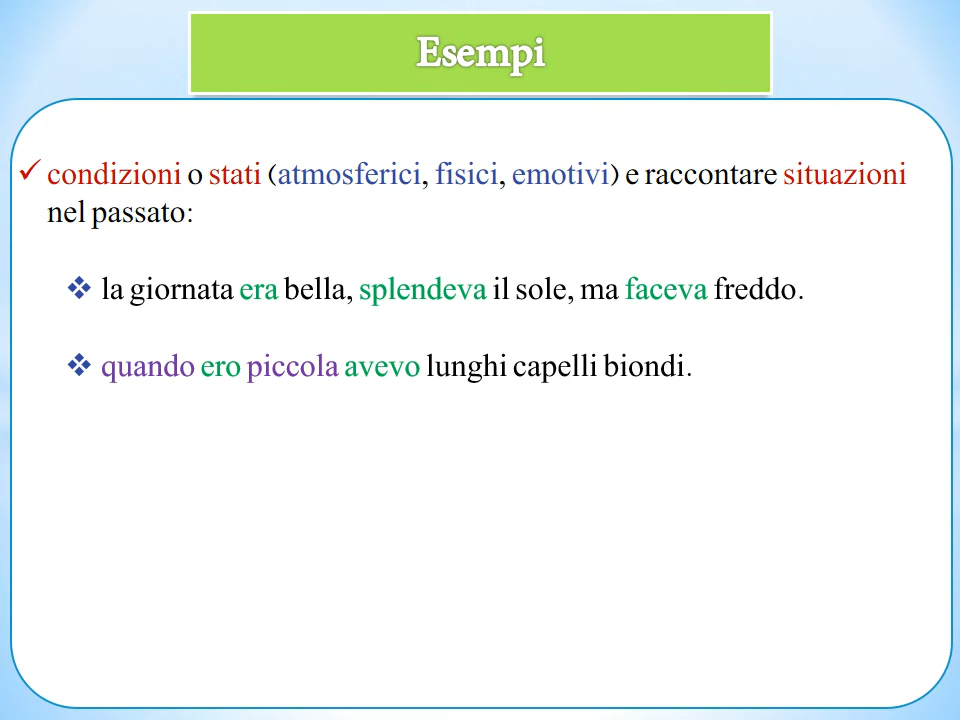 Esempi
✓ condizioni o stati (atmosferici, fisici, emotivi) e raccontare situazioni
nel passato:
❖ la giornata era bella, splendeva il sole, ma faceva freddo.
❖ quando ero piccola avevo lunghi capelli biondi.